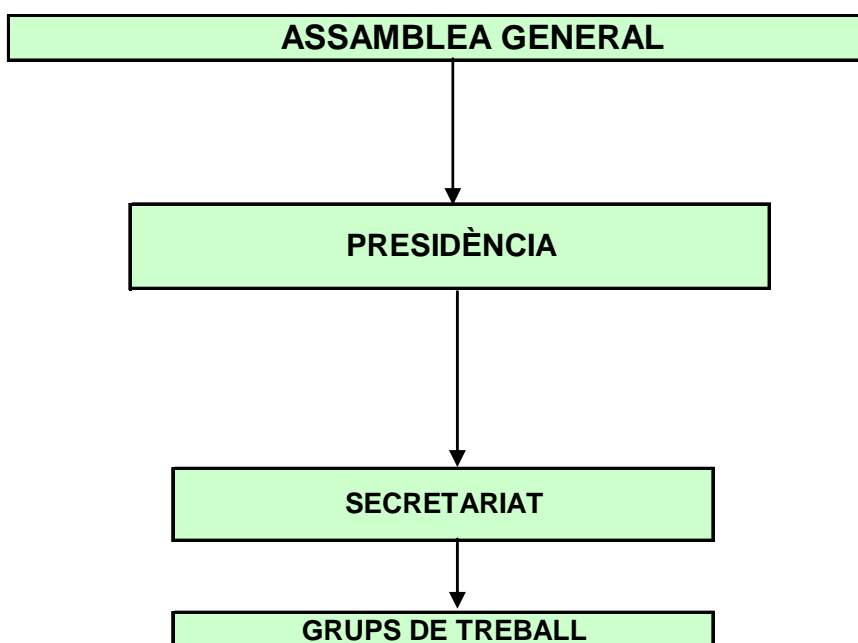 ASSAMBLEA GENERAL
PRESIDÈNCIA
SECRETARIAT
GRUPS DE TREBALL